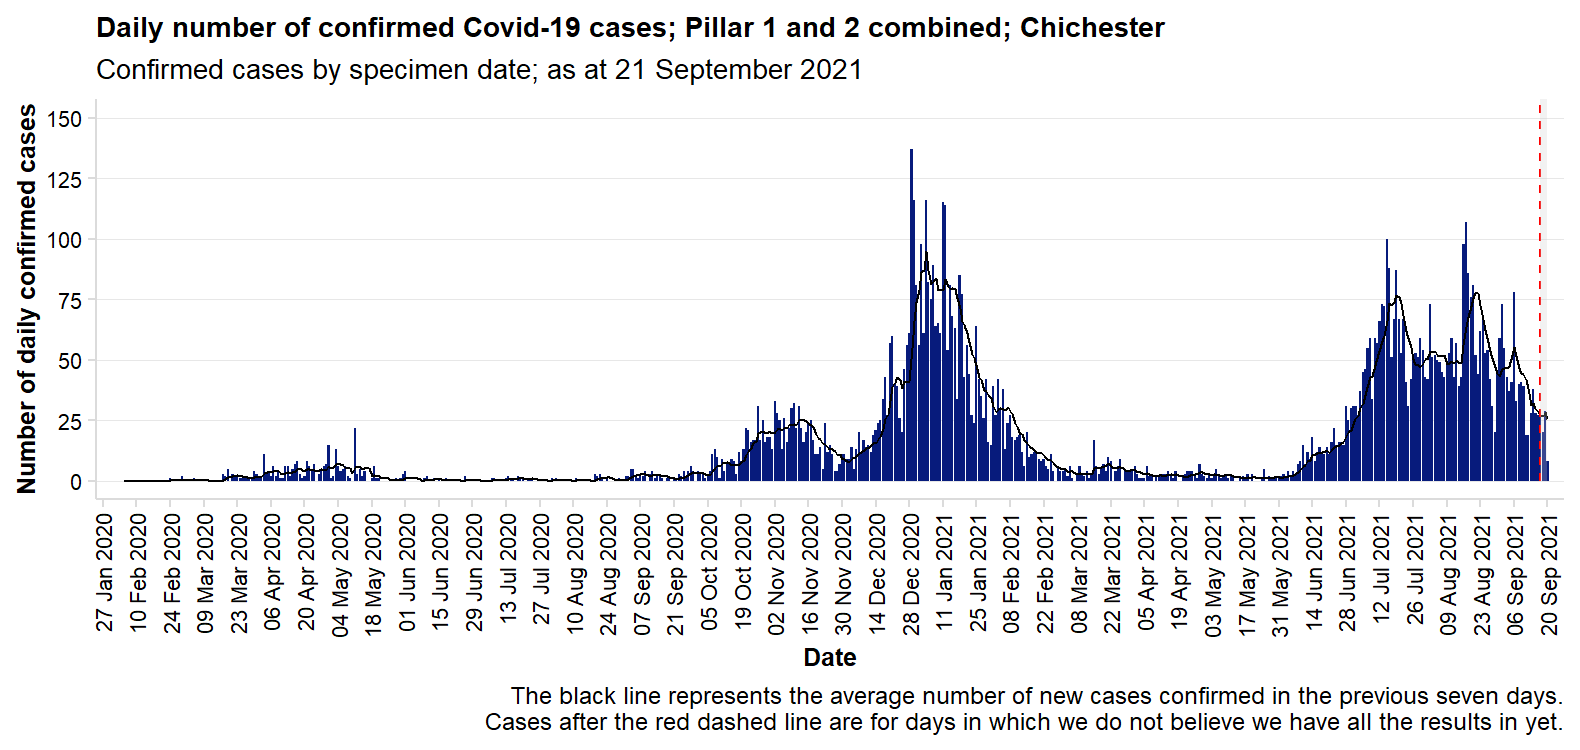 Daily number of confirmed Covid-19 cases; Pillar 1 and 2 combined; Chichester
Confirmed cases by specimen date; as at 21 September 2021
Number of daily confirmed cases
150
125
100
75
50
25
0
27 Jan 2020
10 Feb 2020
24 Feb 2020
09 Mar 2020
23 Mar 2020
06 Apr 2020
20 Apr 2020
04 May 2020
18 May 2020
01 Jun 2020
15 Jun 2020
29 Jun 2020
13 Jul 2020
27 Jul 2020
10 Aug 2020
24 Aug 2020
07 Sep 2020
21 Sep 2020
05 Oct 2020
19 Oct 2020
02 Nov 2020
16 Nov 2020
30 Nov 2020
14 Dec 2020
28 Dec 2020
11 Jan 2021
25 Jan 2021
08 Feb 2021
22 Feb 2021
08 Mar 2021
22 Mar 2021
05 Apr 2021
19 Apr 2021
03 May 2021
17 May 2021
31 May 2021
14 Jun 2021
28 Jun 2021
12 Jul 2021
26 Jul 2021
09 Aug 2021
23 Aug 2021
06 Sep 2021
20 Sep 2021
Date
The black line represents the average number of new cases confirmed in the previous seven days.
Cases after the red dashed line are for days in which we do not believe we have all the results in yet.